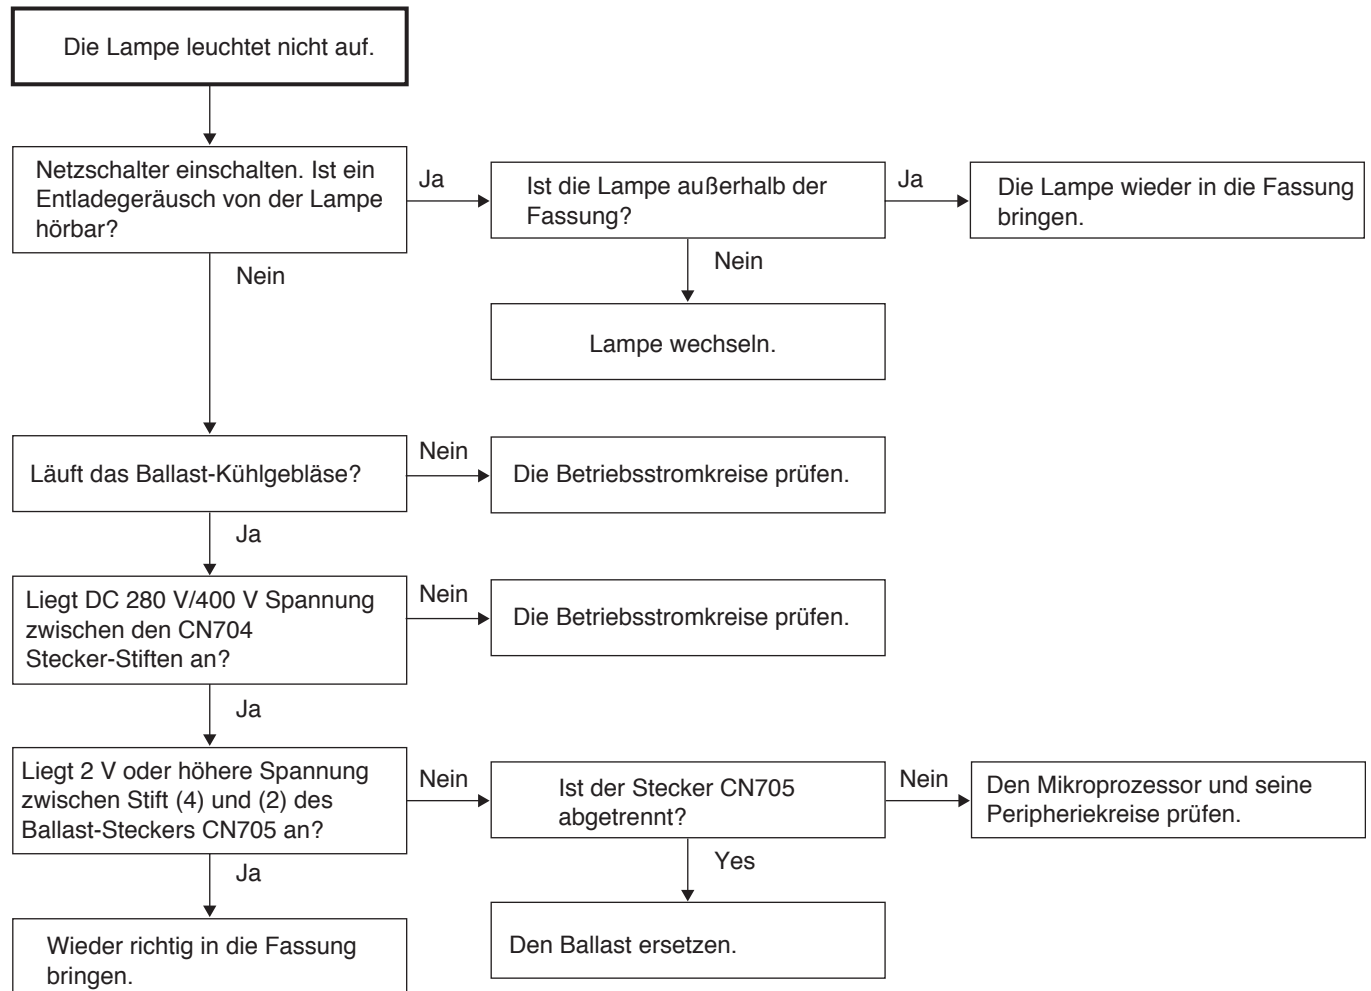 Die Lampe leuchtet nicht auf.
Netzschalter einschalten. Ist ein
Entladegeräusch von der Lampe
hörbar?
Ja
Ist die Lampe außerhalb der
Fassung?
Ja
Die Lampe wieder in die Fassung
bringen.
Nein
Nein
Lampe wechseln.
Läuft das Ballast-Kühlgebläse?
Nein
Die Betriebsstromkreise prüfen.
Ja
Liegt DC 280 V/400 V Spannung
zwischen den CN704
Stecker-Stiften an?
Nein
Die Betriebsstromkreise prüfen.
Ja
Liegt 2 V oder höhere Spannung
zwischen Stift (4) und (2) des
Ballast-Steckers CN705 an?
Nein
Ist der Stecker CN705
abgetrennt?
Nein
Den Mikroprozessor und seine
Peripheriekreise prüfen.
Ja
Yes
Wieder richtig in die Fassung
bringen.
Den Ballast ersetzen.